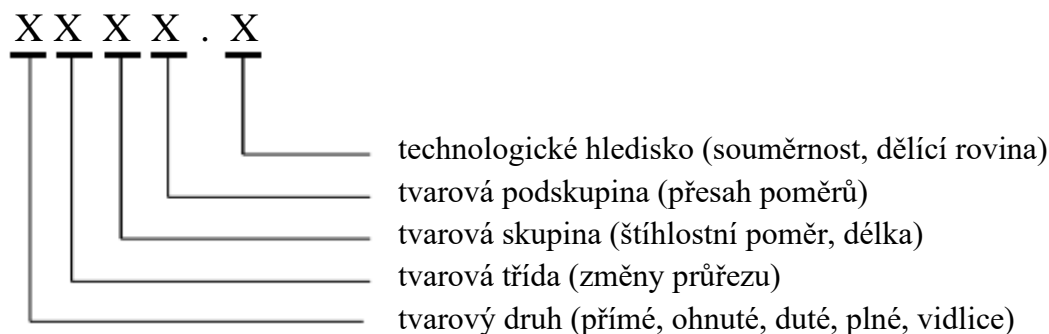 X X X X . X
technologické hledisko (souměrnost, dělící rovina)
tvarová podskupina (přesah poměrů)
tvarová skupina (štíhlostní poměr, délka)
tvarová třída (změny průřezu)
tvarový druh (přímé, ohnuté, duté, plné, vidlice)